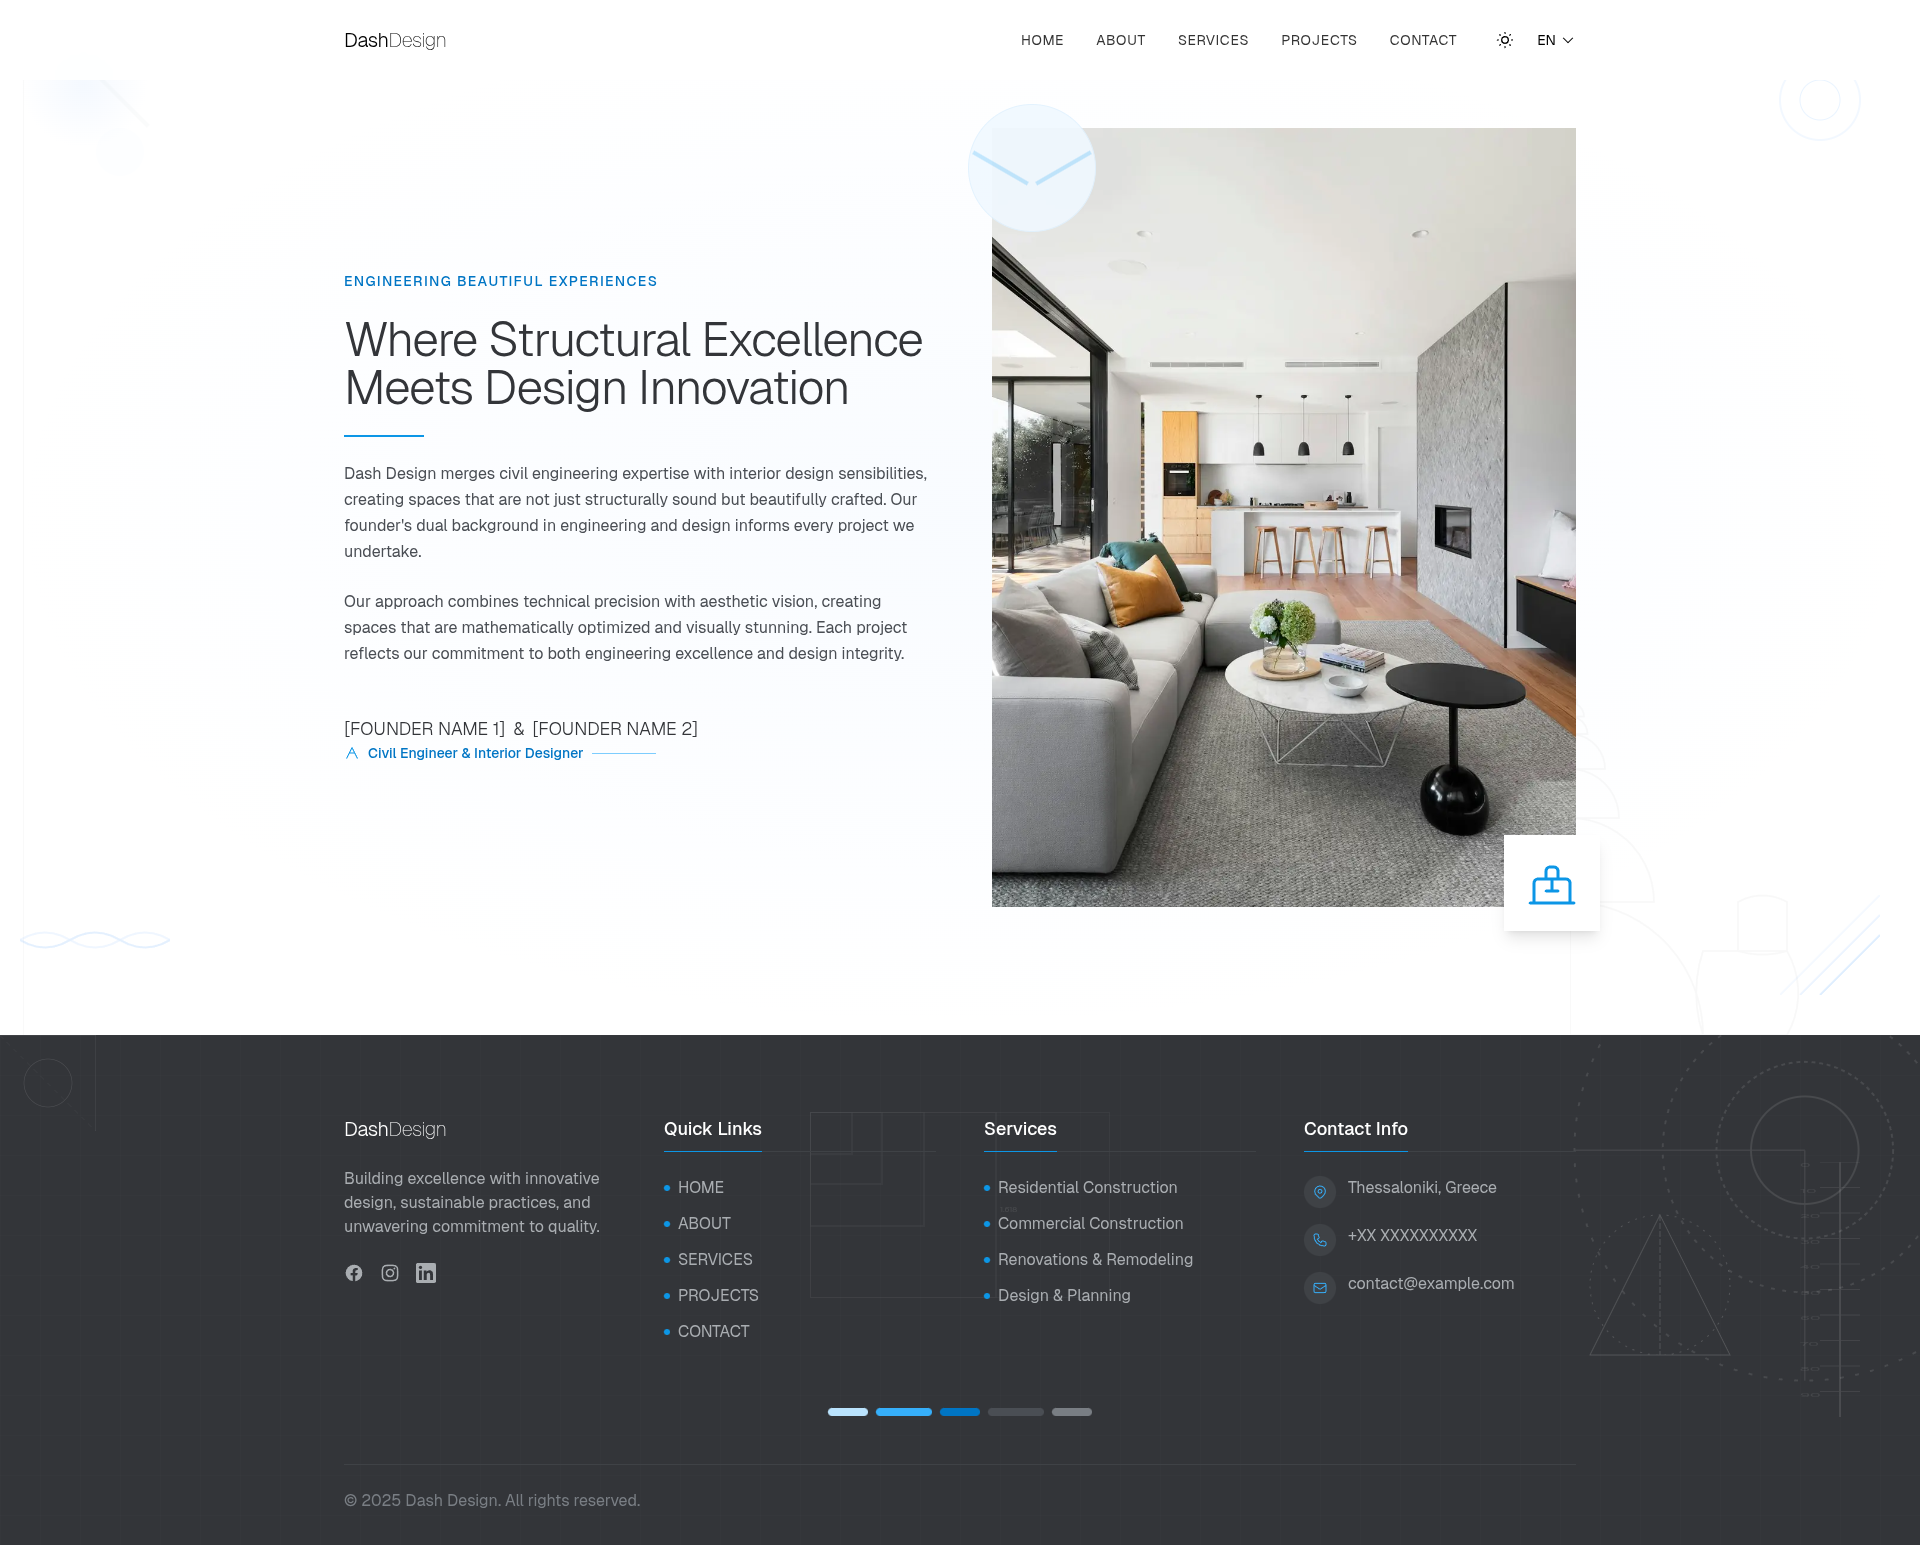 DashDesign
HOME
ABOUT
SERVICES
PROJECTS
CONTACT
EN
ENGINEERING BEAUTIFUL EXPERIENCES
Where Structural Excellence
Meets Design Innovation
Dash Design merges civil engineering expertise with interior design sensibilities,
creating spaces that are not just structurally sound but beautifully crafted. Our
founder's dual background in engineering and design informs every project we
undertake.
Our approach combines technical precision with aesthetic vision, creating
spaces that are mathematically optimized and visually stunning. Each project
reflects our commitment to both engineering excellence and design integrity.
[FOUNDER NAME 1] & [FOUNDER NAME 2]
Civil Engineer & Interior Designer
DashDesign
Building excellence with innovative
design, sustainable practices, and
unwavering commitment to quality.
Quick Links
HOME
ABOUT
SERVICES
PROJECTS
CONTACT
Services
Residential Construction
Commercial Construction
Renovations & Remodeling
Design & Planning
Contact Info
Thessaloniki, Greece
+XX XXXXXXXXXX
contact@example.com
© 2025 Dash Design. All rights reserved.